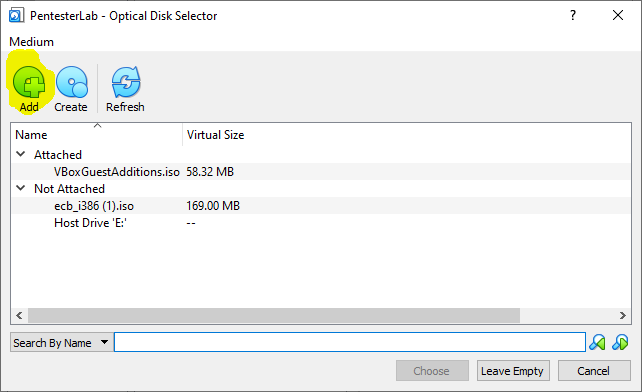 PentesterLab - Optical Disk Selector
Medium
Add Create Refresh
Name Virtual Size
Attached
VBoxGuestAdditions.iso 58.32 MB
Not Attached
ecb_i386 (1).iso 169.00 MB
Host Drive 'E:' --
Search By Name
Choose Leave Empty Cancel